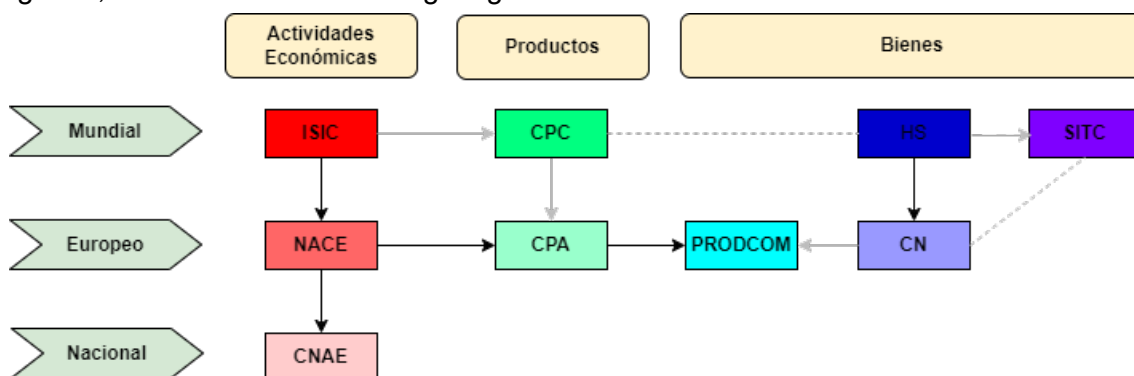 Actividades
Económicas
Productos
Bienes
Mundial
ISIC
CPC
HS
SITC
Europeo
NACE
CPA
PRODCOM
CN
Nacional
CNAE